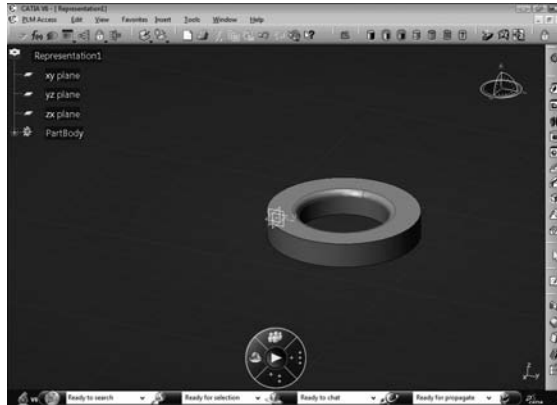 CATIA V6 - [ Representation1]
PLM Access Edit View Favorites Insert Tools Window Help
Representation1
xy plane
yz plane
zx plane
PartBody
V6 Ready to search Ready for selection Ready to chat Ready for propagate